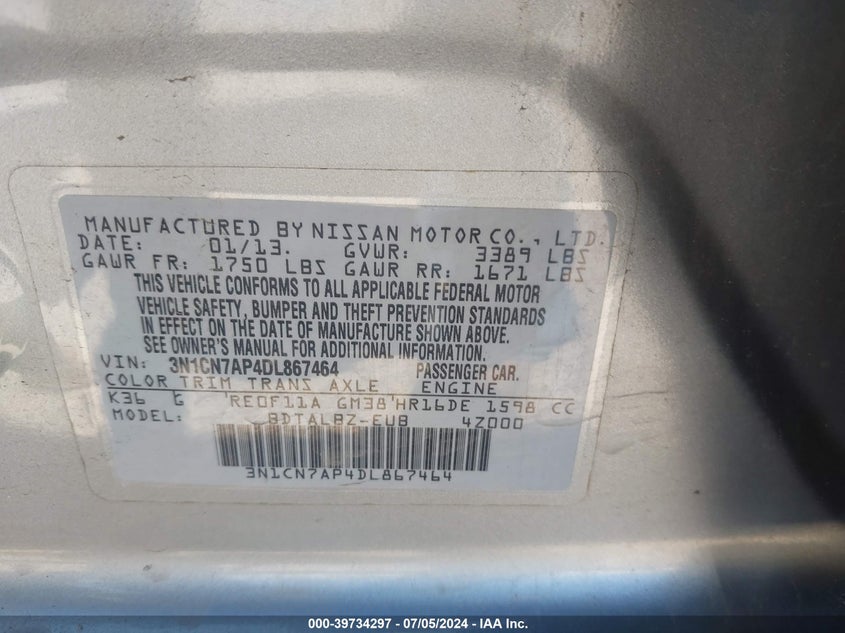 MANUFACTURED BY NISSAN MOTOR CO., LTD.
DATE: 01/13. GVWR: 3389 LBS
GAWR FR: 1750 LBS GAWR RR: 1671 LBS
THIS VEHICLE CONFORMS TO ALL APPLICABLE FEDERAL MOTOR
VEHICLE SAFETY, BUMPER AND THEFT PREVENTION STANDARDS
IN EFFECT ON THE DATE OF MANUFACTURE SHOWN ABOVE.
SEE OWNER'S MANUAL FOR ADDITIONAL INFORMATION.
VIN: 3N1CN7AP4DL867464 PASSENGER CAR.
COLOR TRIM TRANS AXLE ENGINE
K36 G RE0F11A GM38 HR16DE 1598 CC
MODEL: BDTALBZ-EUB 4Z000
3N1CN7AP4DL867464
000-39734297 - 07/05/2024 - IAA Inc.